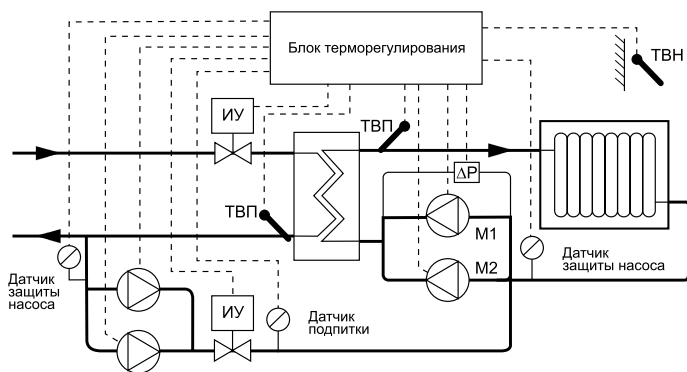 Блок терморегулирования
ТВН
ИУ
ТВП
ΔP
ТВП
М1
М2
Датчик
защиты насоса
Датчик
защиты
насоса
ИУ
Датчик
подпитки